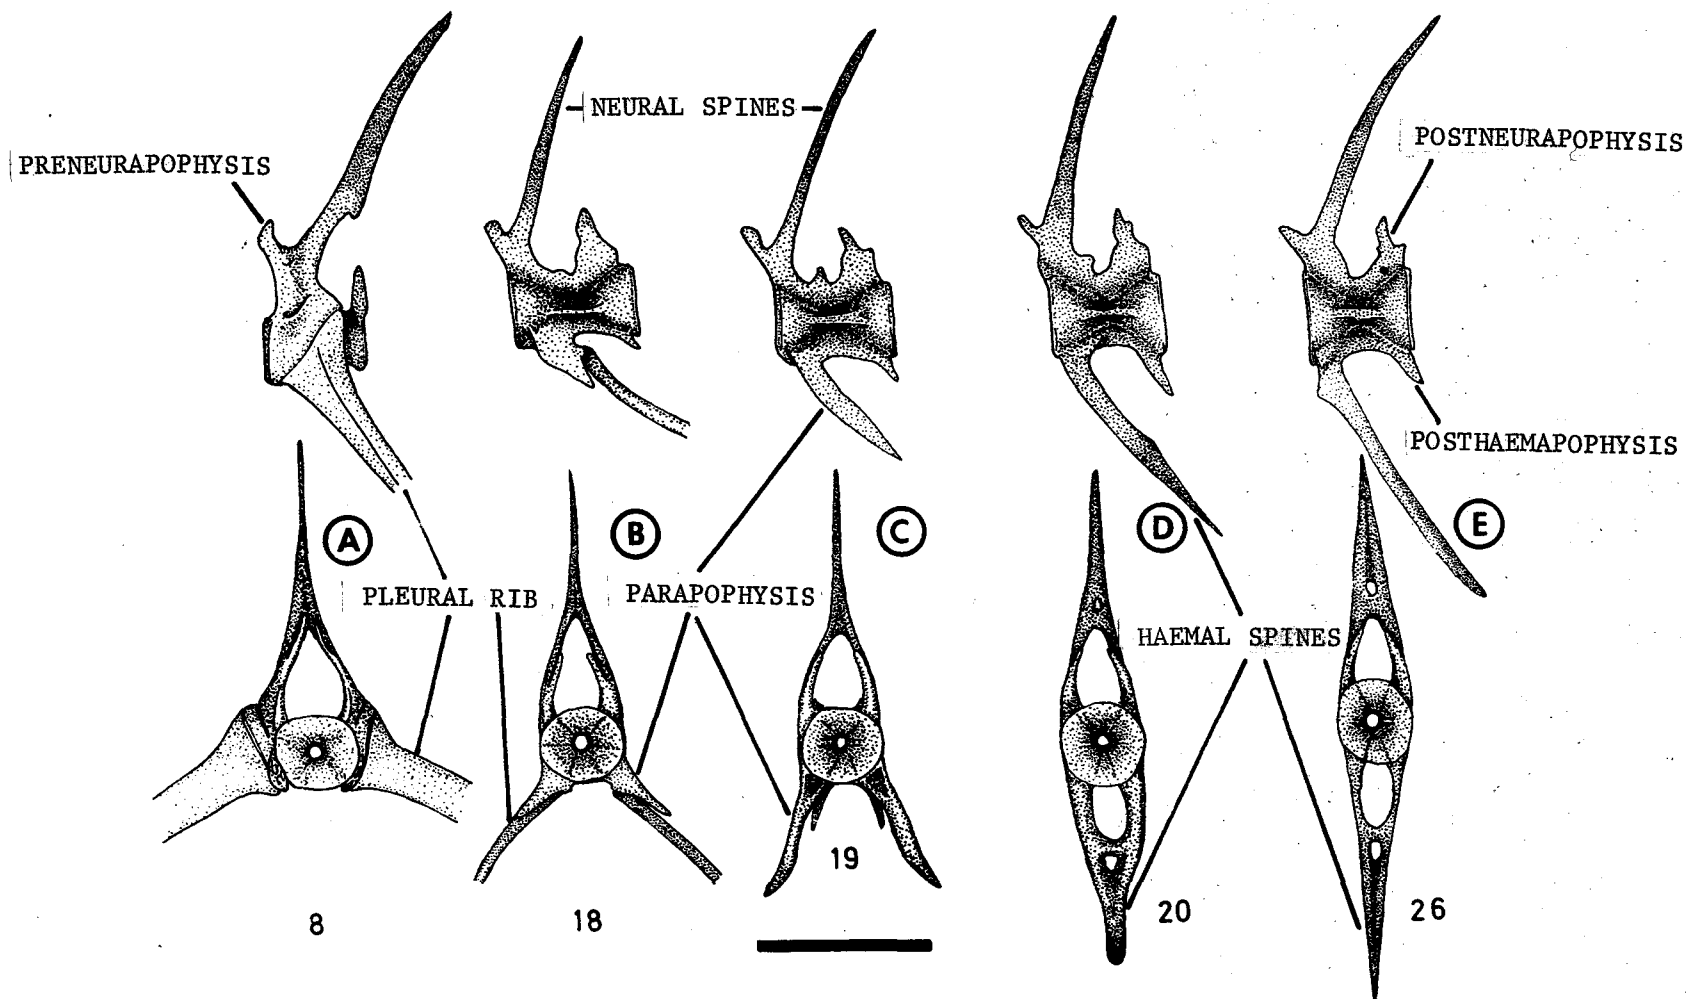 NEURAL SPINES
POSTNEURAPOPHYSIS
PRENEURAPOPHYSIS
POSTHAEMAPOPHYSIS
A
B
C
D
E
PLEURAL RIB
PARAPOPHYSIS
HAEMAL SPINES
8
18
19
20
26